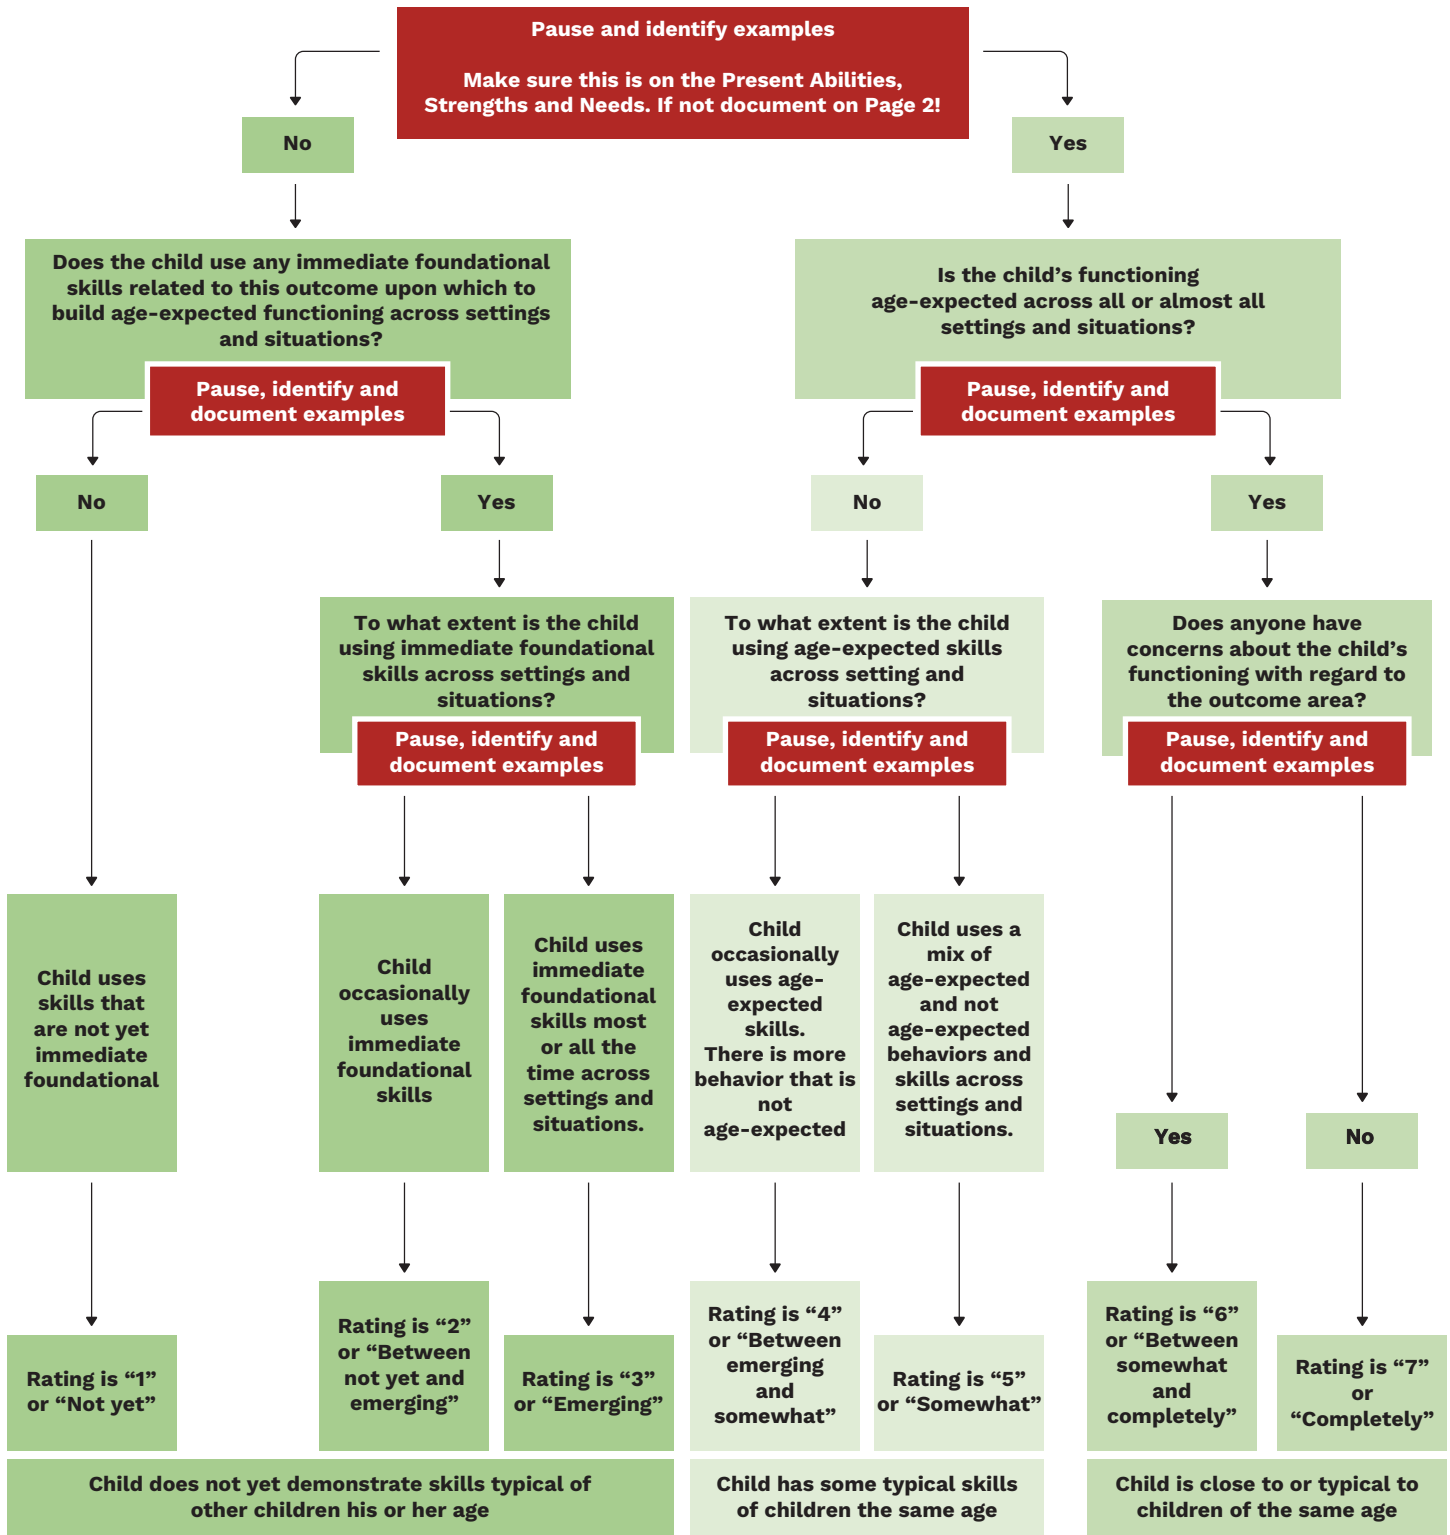 Pause and identify examples
Make sure this is on the Present Abilities,
Strengths and Needs. If not document on Page 2!
No
Yes
Does the child use any immediate foundational
skills related to this outcome upon which to
build age-expected functioning across settings
and situations?
Pause, identify and
document examples
Is the child’s functioning
age-expected across all or almost all
settings and situations?
Pause, identify and
document examples
No
Yes
No
Yes
To what extent is the child
using immediate foundational
skills across settings and
situations?
Pause, identify and
document examples
To what extent is the child
using age-expected skills
across setting and
situations?
Pause, identify and
document examples
Does anyone have
concerns about the child’s
functioning with regard to
the outcome area?
Pause, identify and
document examples
Child uses
skills that
are not yet
immediate
foundational
Child
occasionally
uses
immediate
foundational
skills
Child uses
immediate
foundational
skills most
or all the
time across
settings and
situations.
Child
occasionally
uses age-
expected
skills.
There is more
behavior that is
not
age-expected
Child uses a
mix of
age-expected
and not
age-expected
behaviors and
skills across
settings and
situations.
Yes
No
Rating is “1”
or “Not yet”
Rating is “2”
or “Between
not yet and
emerging”
Rating is “3”
or “Emerging”
Rating is “4”
or “Between
emerging
and
somewhat”
Rating is “5”
or “Somewhat”
Rating is “6”
or “Between
somewhat
and
completely”
Rating is “7”
or
“Completely”
Child does not yet demonstrate skills typical of
other children his or her age
Child has some typical skills
of children the same age
Child is close to or typical to
children of the same age